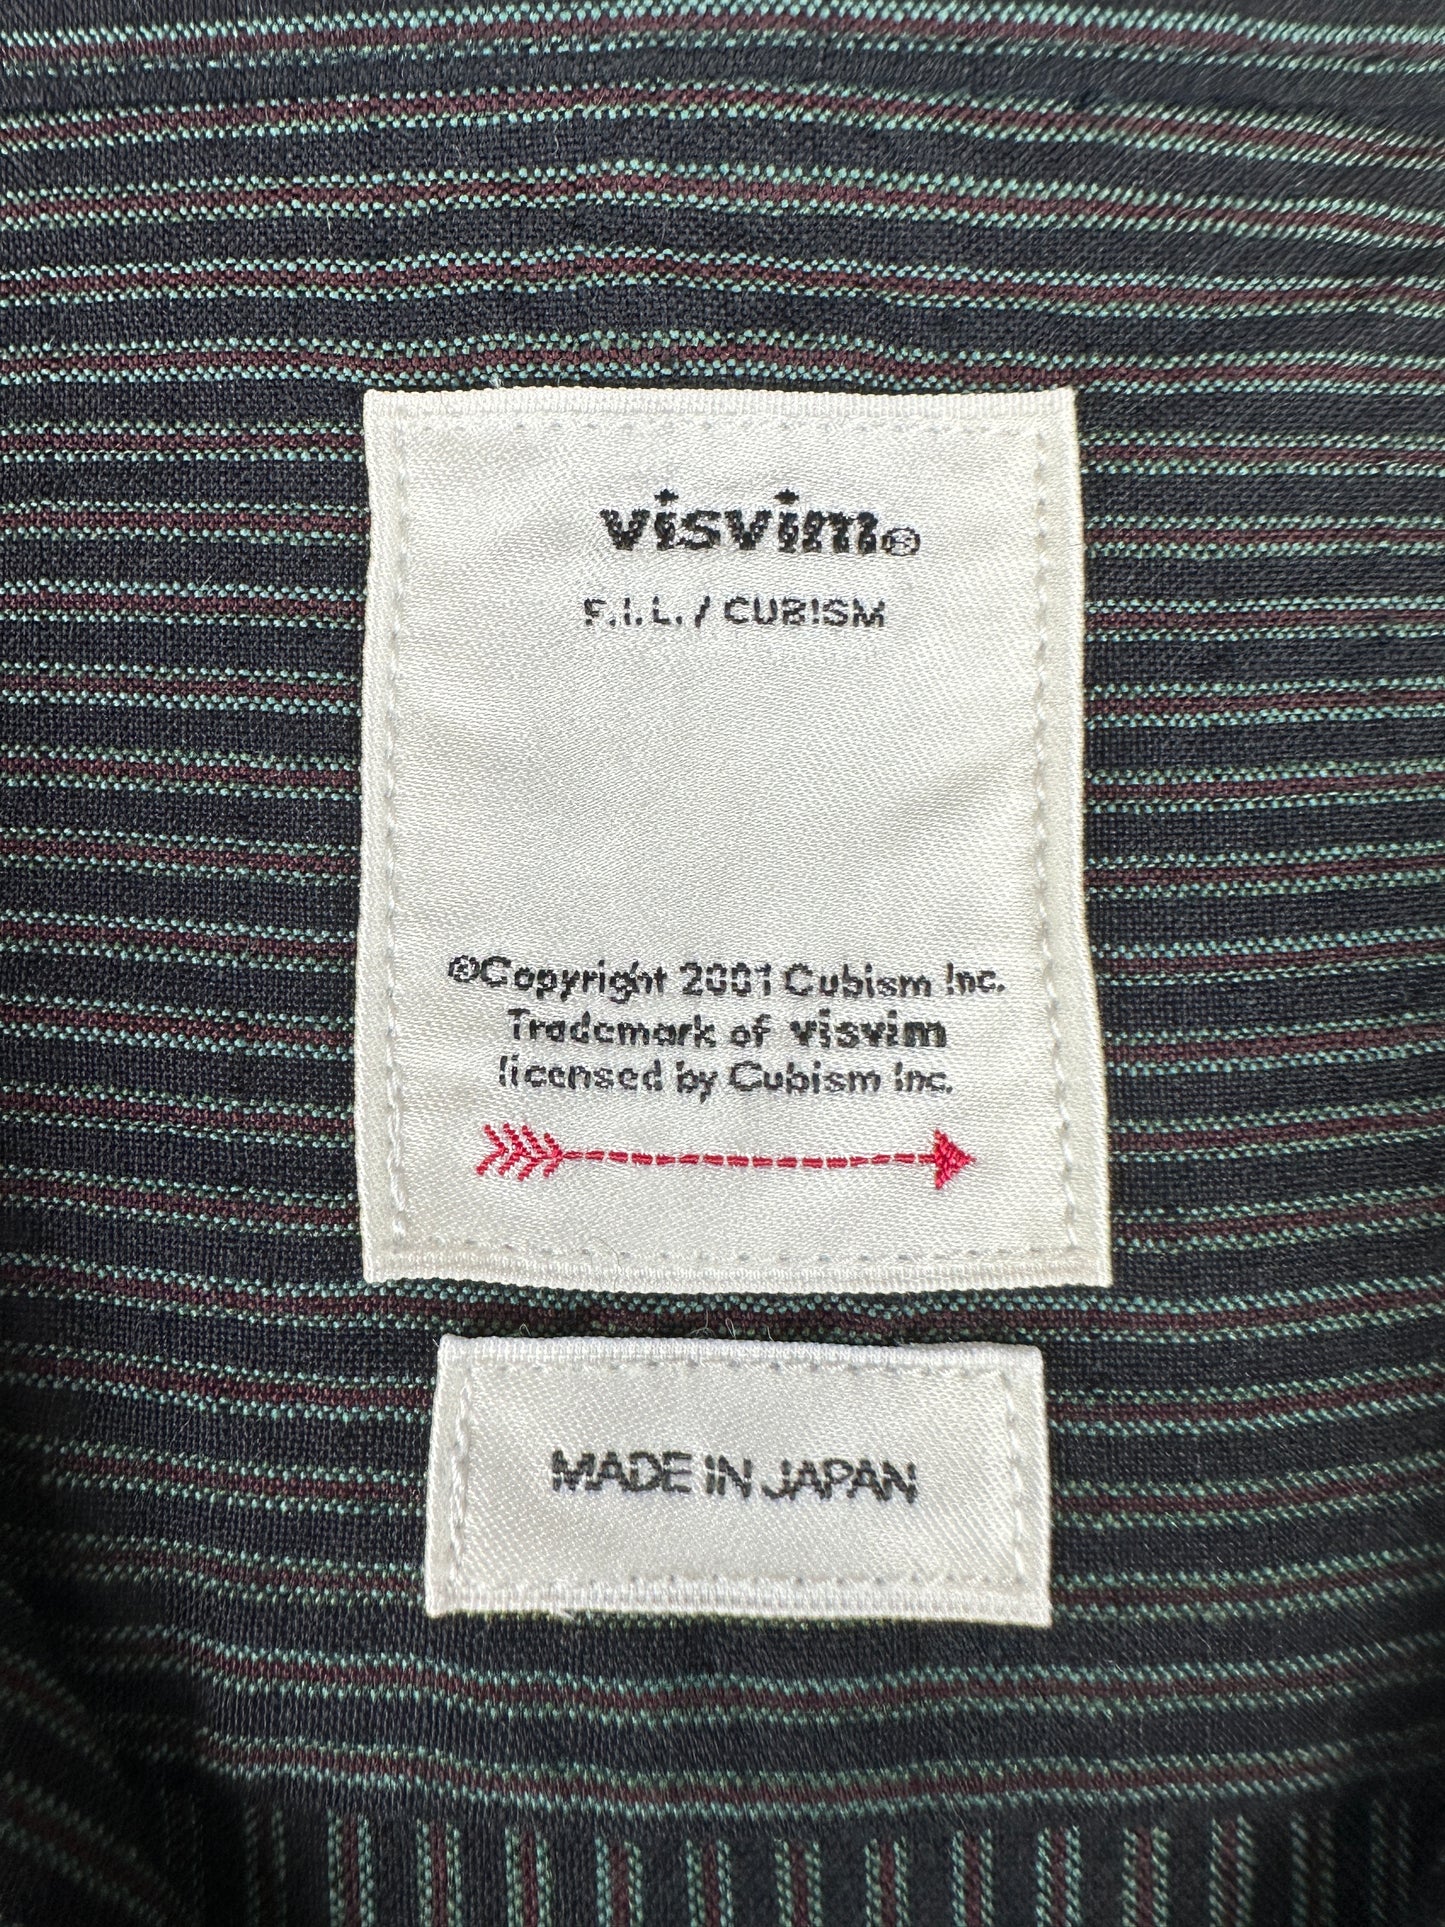 visvim®
F.I.L. / CUBISM
©Copyright 2001 Cubism Inc.
Trademark of visvim
licensed by Cubism Inc.
MADE IN JAPAN